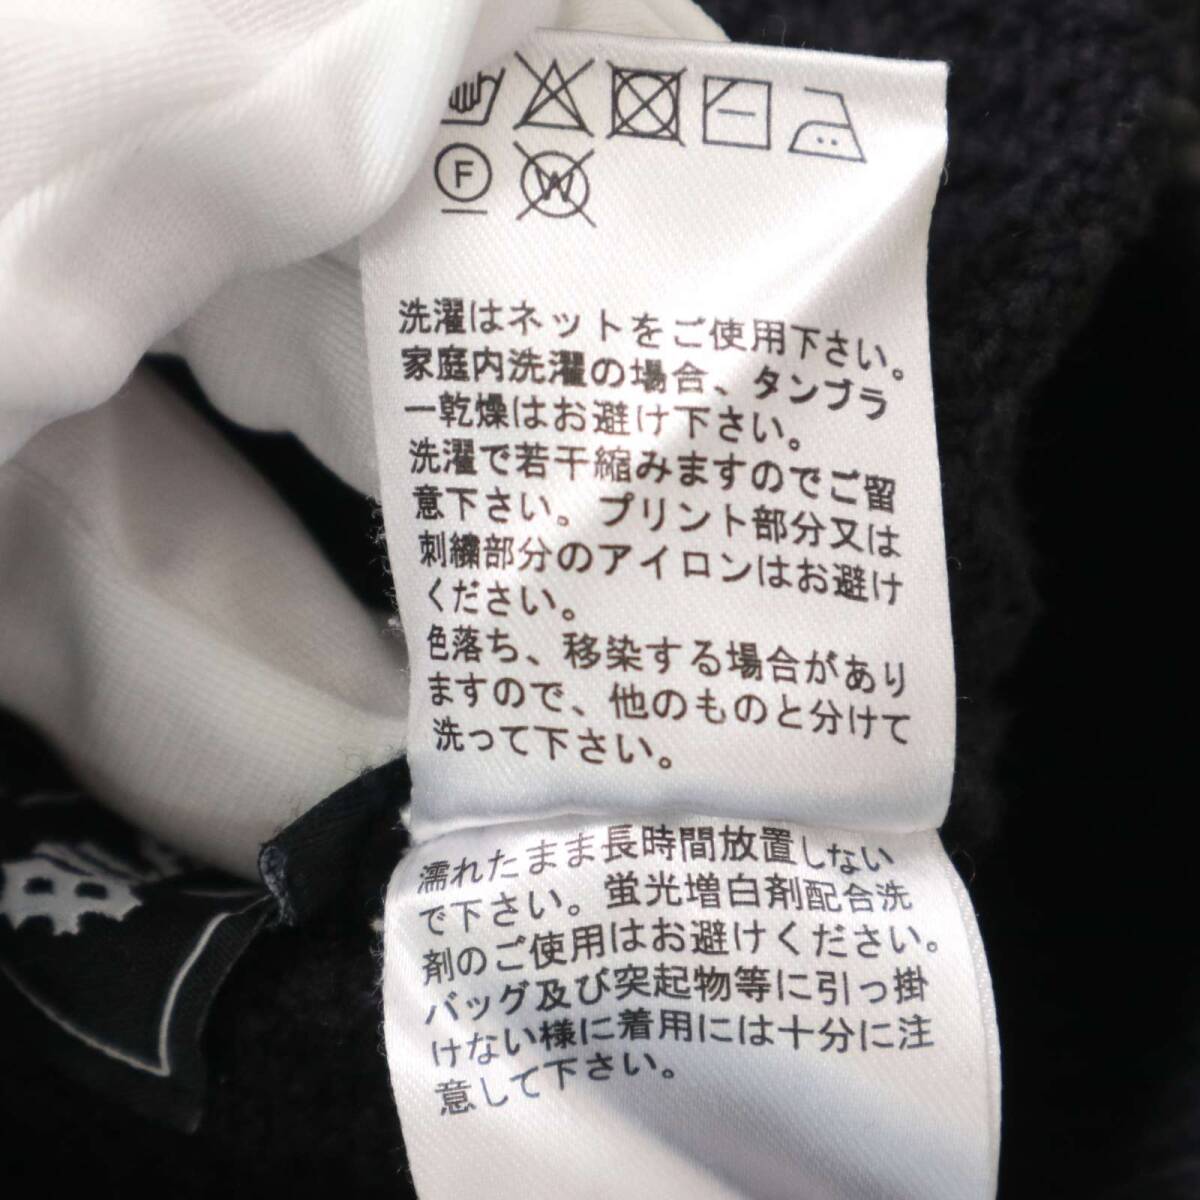 F
W
洗濯はネットをご使用下さい。
家庭内洗濯の場合、タンブラ
ー乾燥はお避け下さい。
洗濯で若干縮みますのでご留
意下さい。プリント部分又は
刺繍部分のアイロンはお避け
ください。
色落ち、移染する場合があり
ますので、他のものと分けて
洗って下さい。
濡れたまま長時間放置しない
で下さい。蛍光増白剤配合洗
剤のご使用はお避けください。
バッグ及び突起物等に引っ掛
けない様に着用には十分に注
意して下さい。